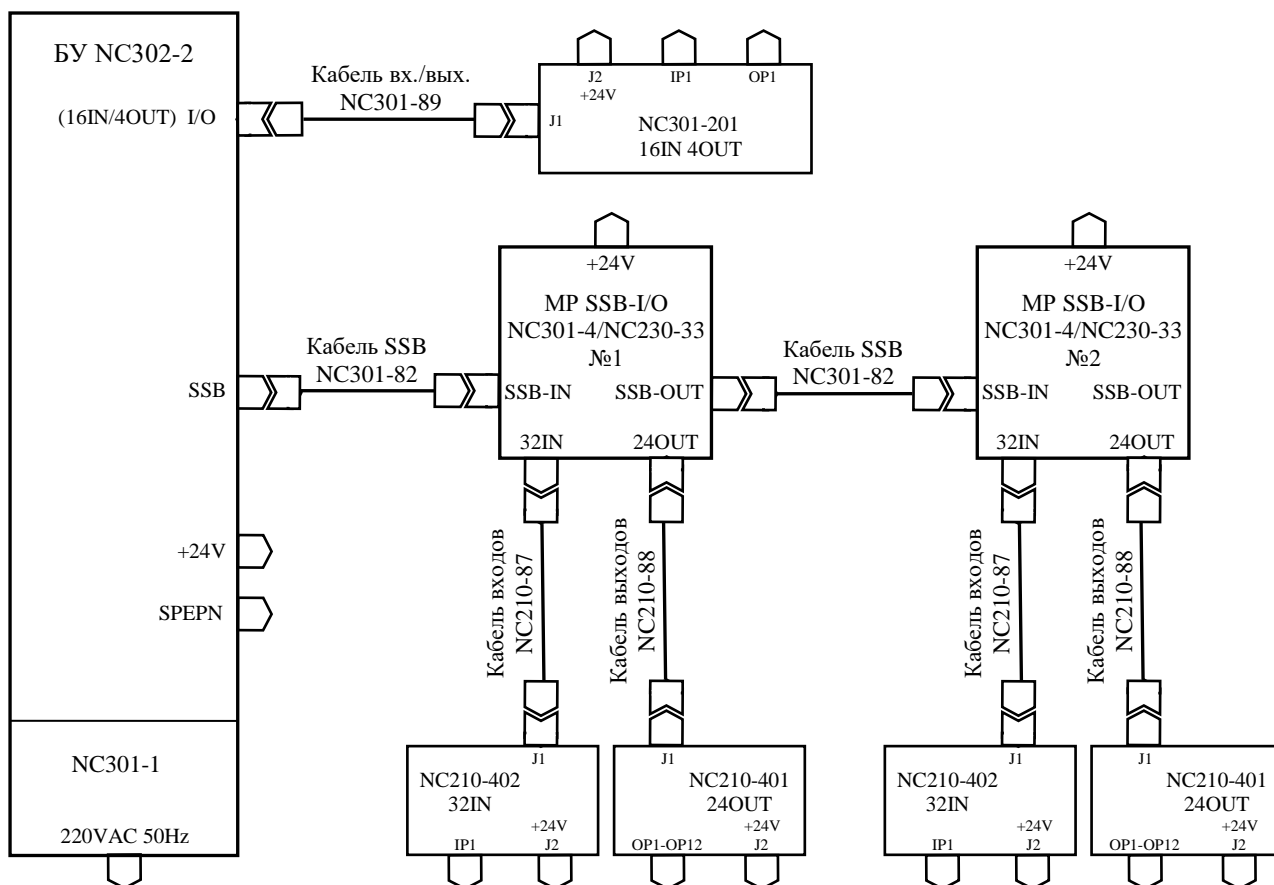 БУ NC302-2
(16IN/4OUT) I/O
SSB
+24V
SPEPN
NC301-1
220VAC 50Hz
Кабель вх./вых.
NC301-89
J2 IP1 OP1
+24V
J1
NC301-201
16IN 4OUT
Кабель SSB
NC301-82
+24V
МР SSB-I/O
NC301-4/NC230-33
№1
SSB-IN SSB-OUT
32IN 24OUT
Кабель SSB
NC301-82
+24V
МР SSB-I/O
NC301-4/NC230-33
№2
SSB-IN SSB-OUT
32IN 24OUT
Кабель входов
NC210-87
Кабель выходов
NC210-88
Кабель входов
NC210-87
Кабель выходов
NC210-88
J1
NC210-402
32IN
+24V
IP1 J2
J1
NC210-401
24OUT
+24V
OP1-OP12 J2
J1
NC210-402
32IN
+24V
IP1 J2
J1
NC210-401
24OUT
+24V
OP1-OP12 J2